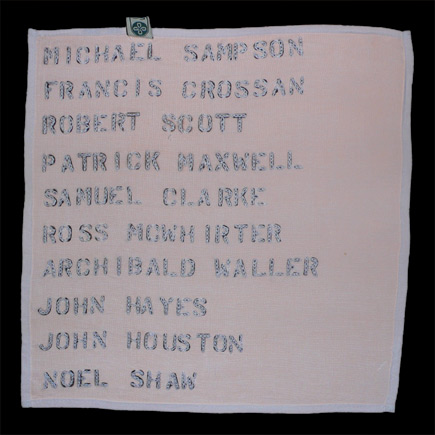 MICHAEL SAMPSON
FRANCIS CROSSAN
ROBERT SCOTT
PATRICK MAXWELL
SAMUEL CLARKE
ROSS MCWHIRTER
ARCHIBALD WALLER
JOHN HAYES
JOHN HOUSTON
NOEL SHAW